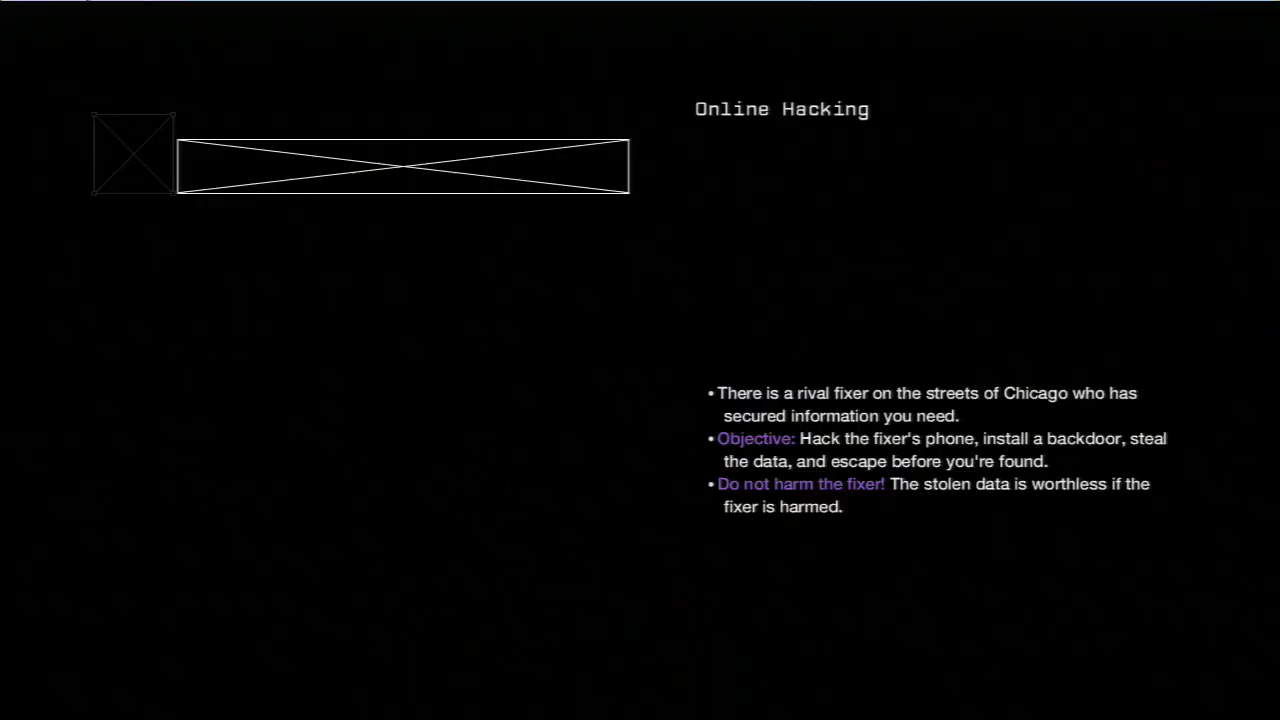 Online Hacking
• There is a rival fixer on the streets of Chicago who has
secured information you need.
• Objective: Hack the fixer's phone, install a backdoor, steal
the data, and escape before you're found.
• Do not harm the fixer! The stolen data is worthless if the
fixer is harmed.